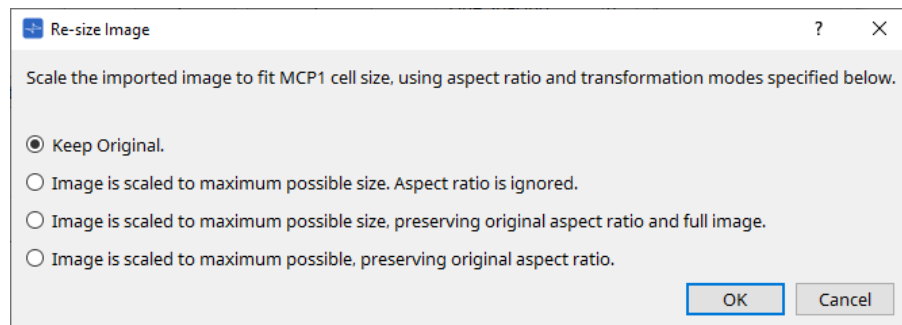 Re-size Image
Scale the imported image to fit MCP1 cell size, using aspect ratio and transformation modes specified below.
Keep Original.
Image is scaled to maximum possible size. Aspect ratio is ignored.
Image is scaled to maximum possible size, preserving original aspect ratio and full image.
Image is scaled to maximum possible, preserving original aspect ratio.
OK Cancel